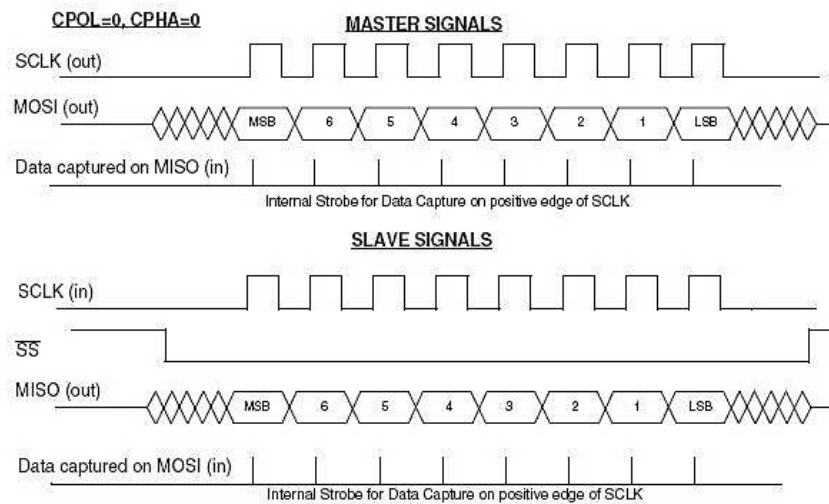 CPOL=0, CPHA=0
MASTER SIGNALS
SCLK (out)
MOSI (out)
MSB 6 5 4 3 2 1 LSB
Data captured on MISO (in)
Internal Strobe for Data Capture on positive edge of SCLK
SLAVE SIGNALS
SCLK (in)
SS
MISO (out)
MSB 6 5 4 3 2 1 LSB
Data captured on MOSI (in)
Internal Strobe for Data Capture on positive edge of SCLK